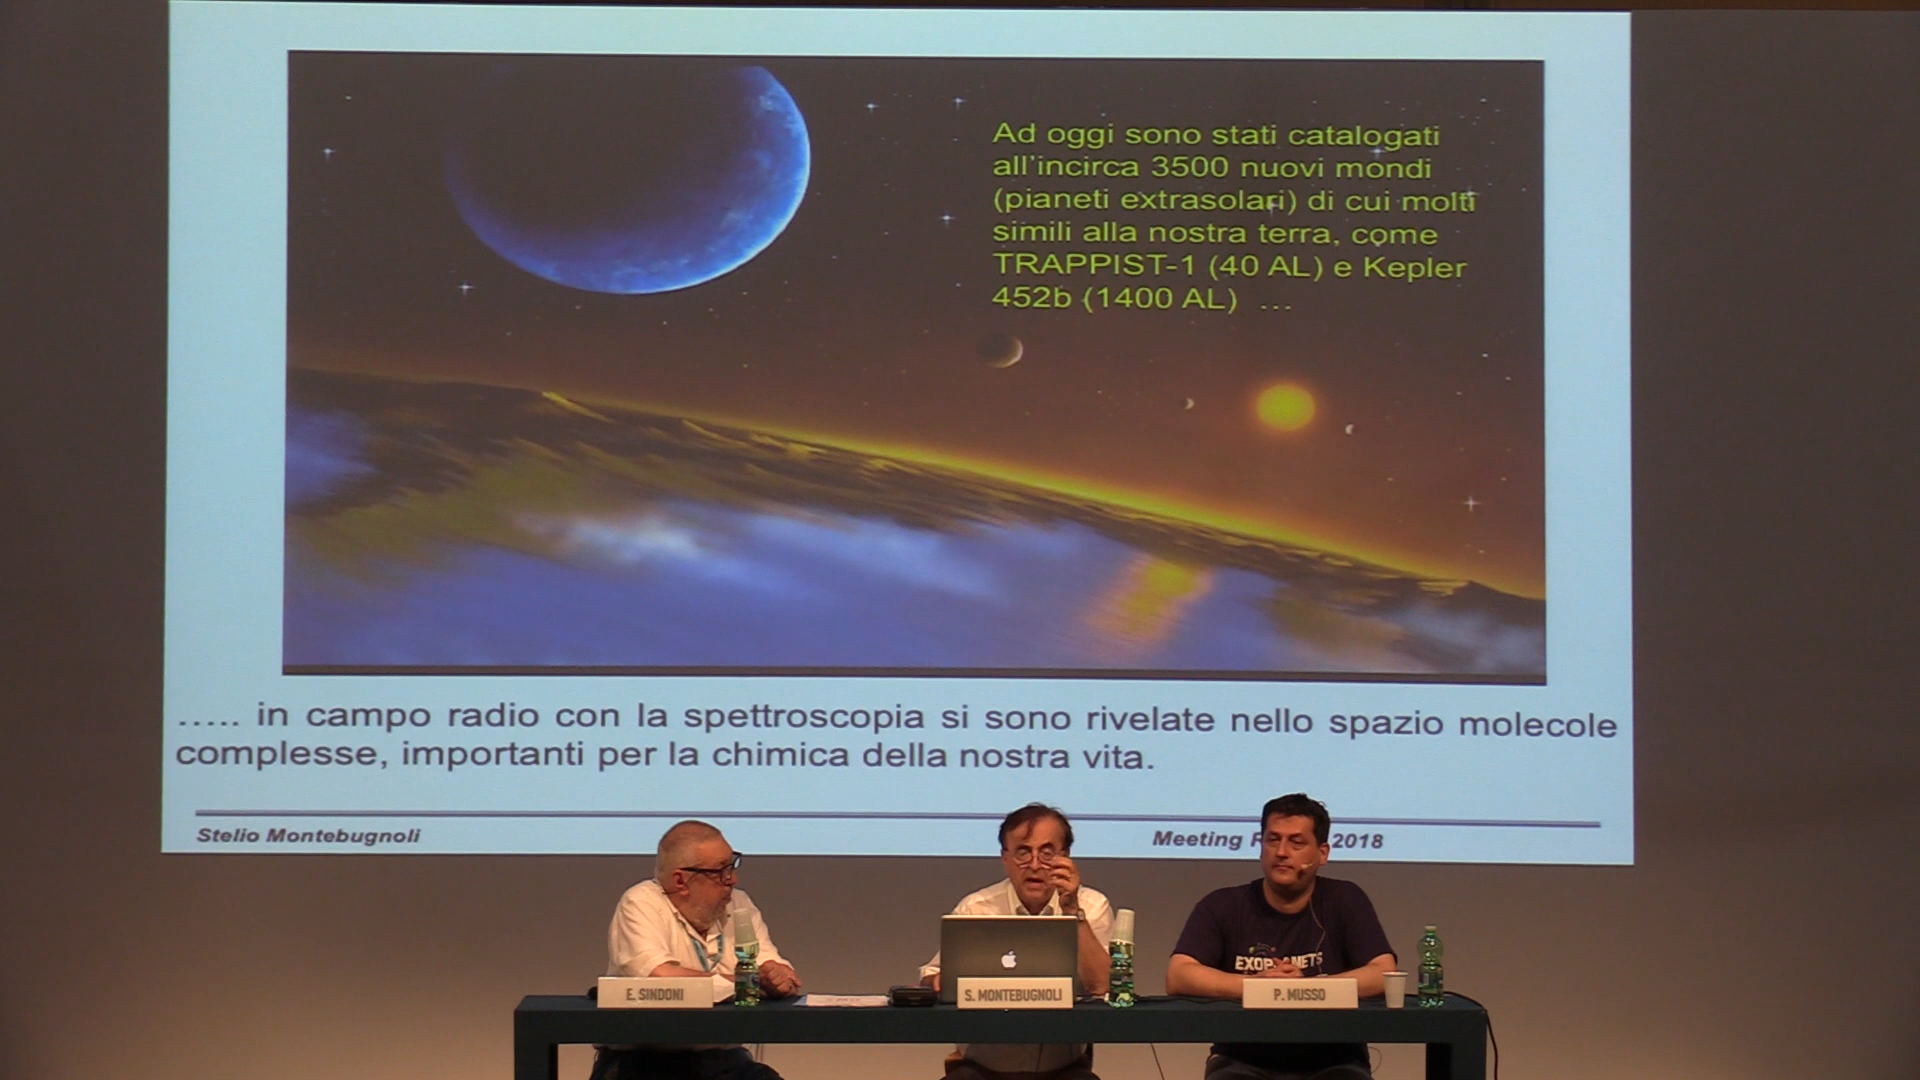 Ad oggi sono stati catalogati
all'incirca 3500 nuovi mondi
(pianeti extrasolari) di cui molti
simili alla nostra terra, come
TRAPPIST-1 (40 AL) e Kepler
452b (1400 AL) ...
..... in campo radio con la spettroscopia si sono rivelate nello spazio molecole
complesse, importanti per la chimica della nostra vita.
Stelio Montebugnoli
Meeting 2018
EXOPLANETS
E. SINDONI
S. MONTEBUGNOLI
P. MUSSO